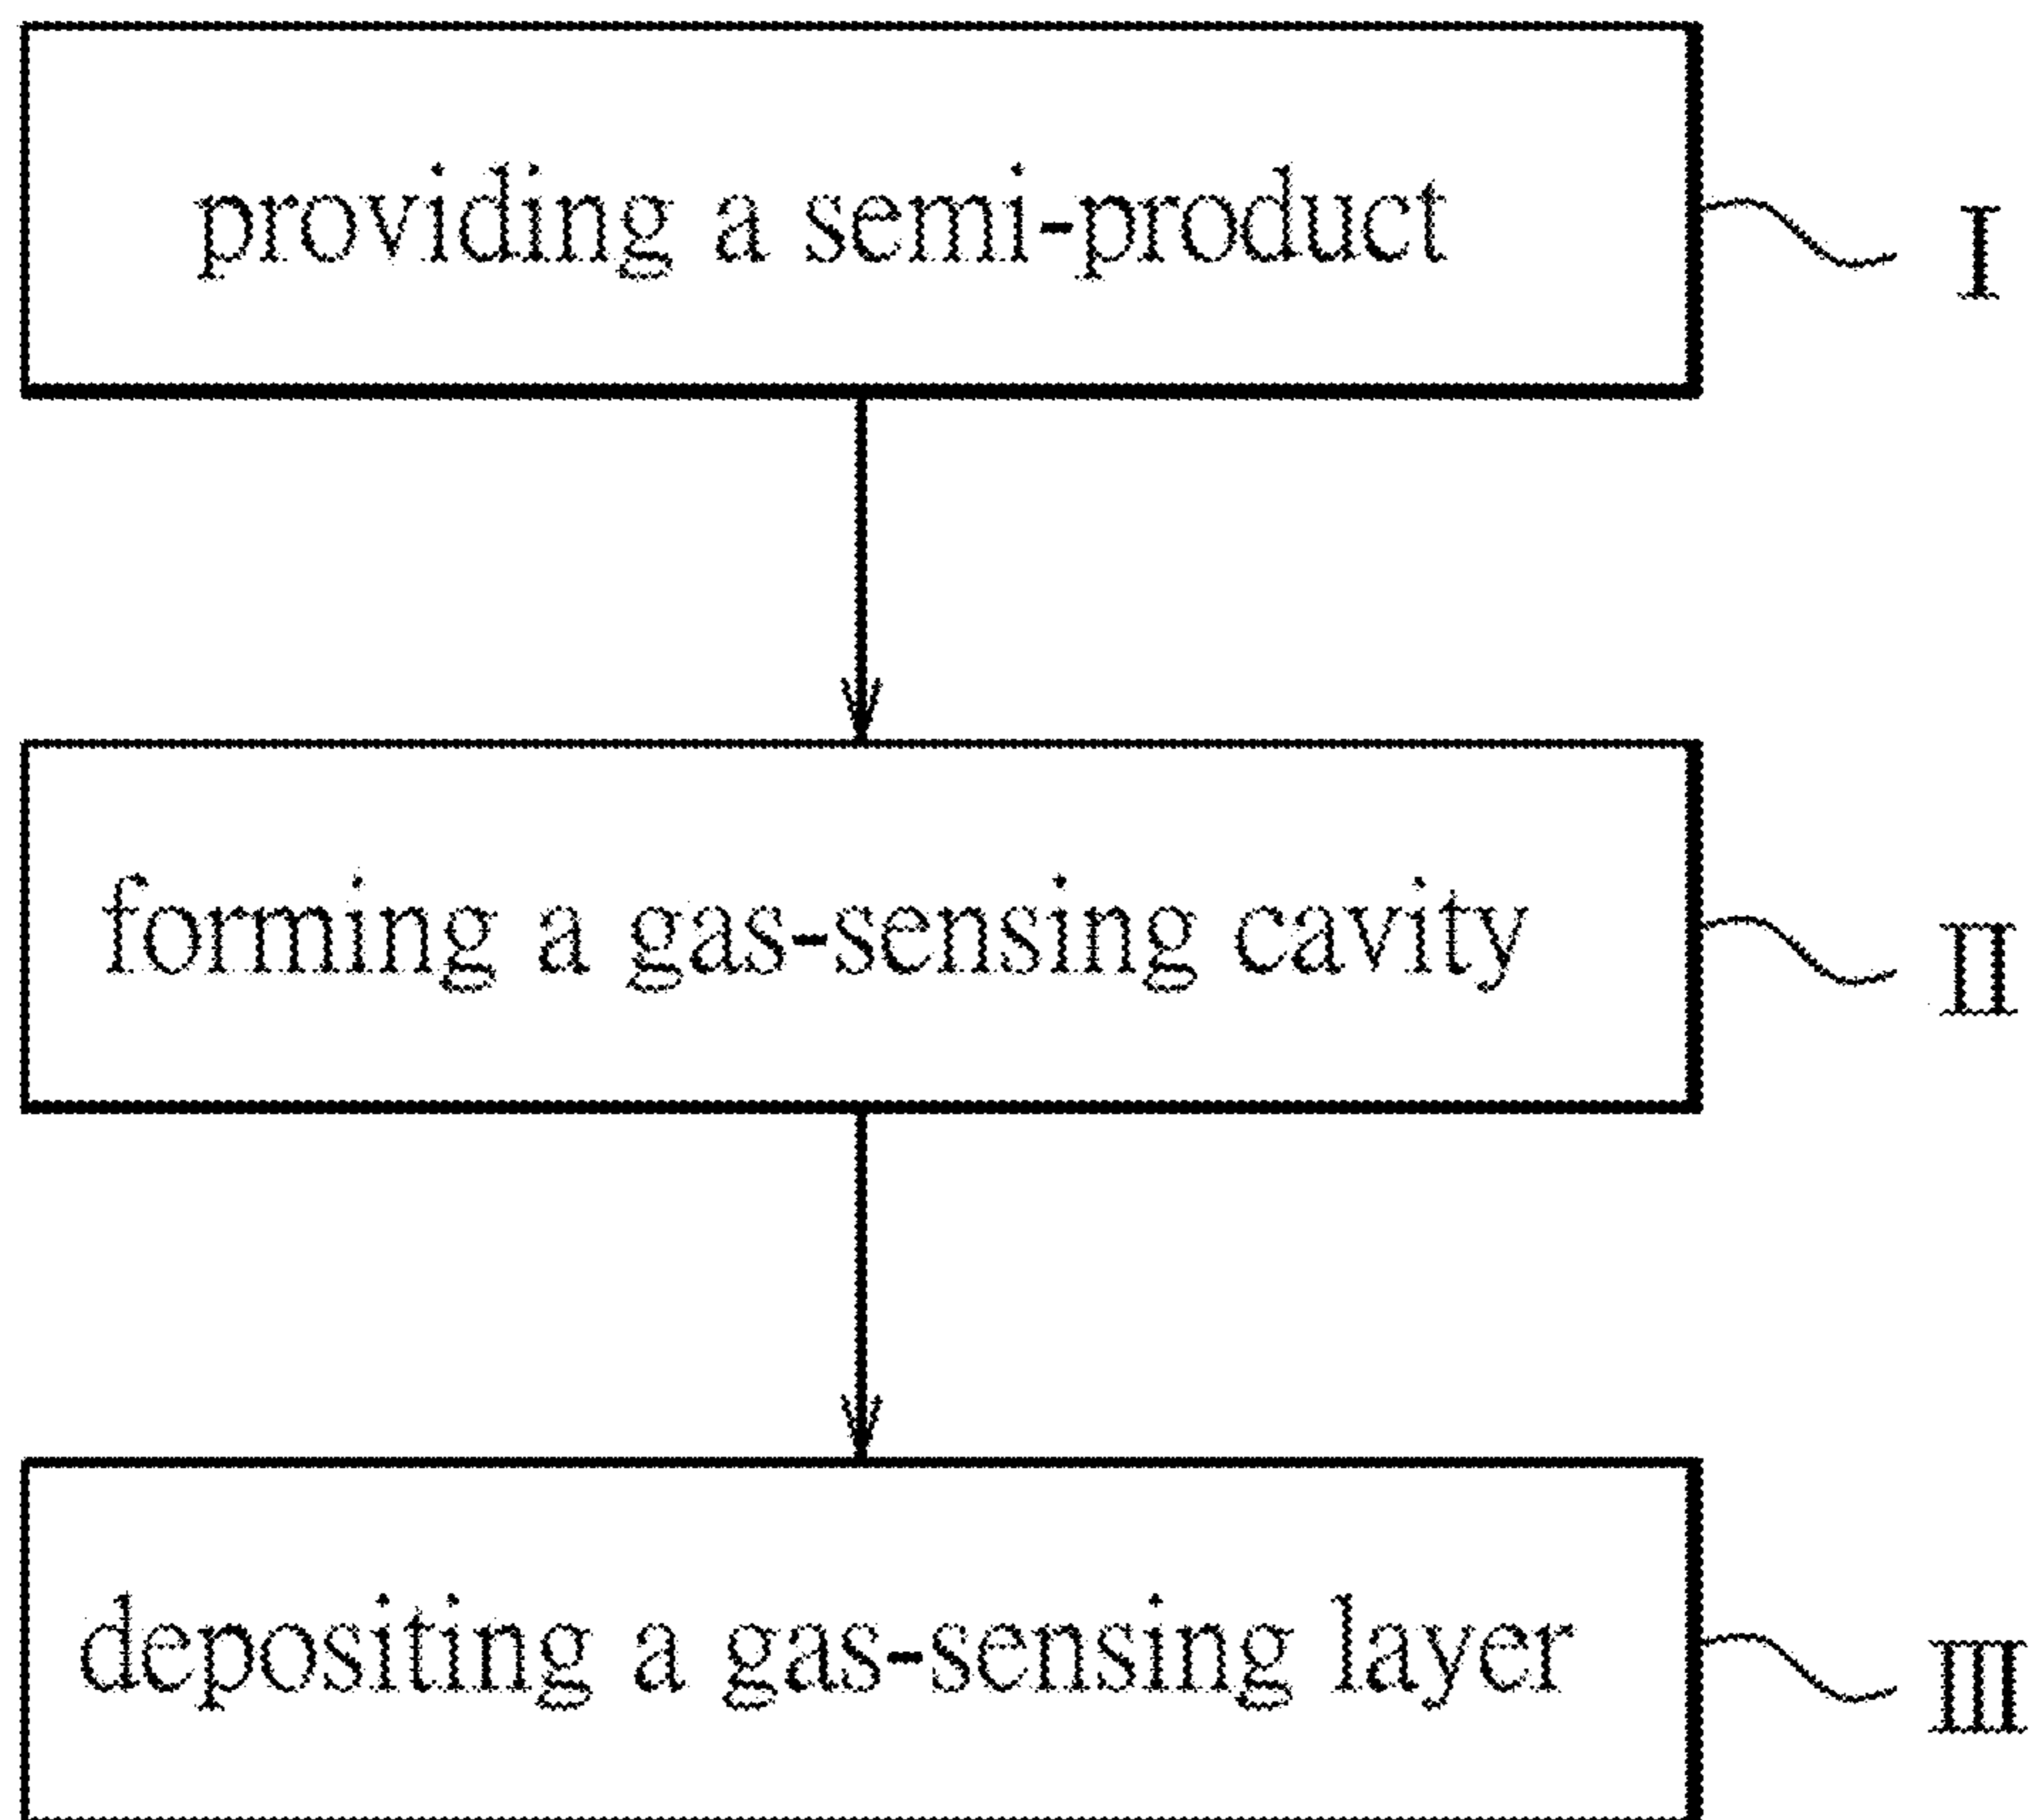 providing a semi-product
I
forming a gas-sensing cavity
II
depositing a gas-sensing layer
III